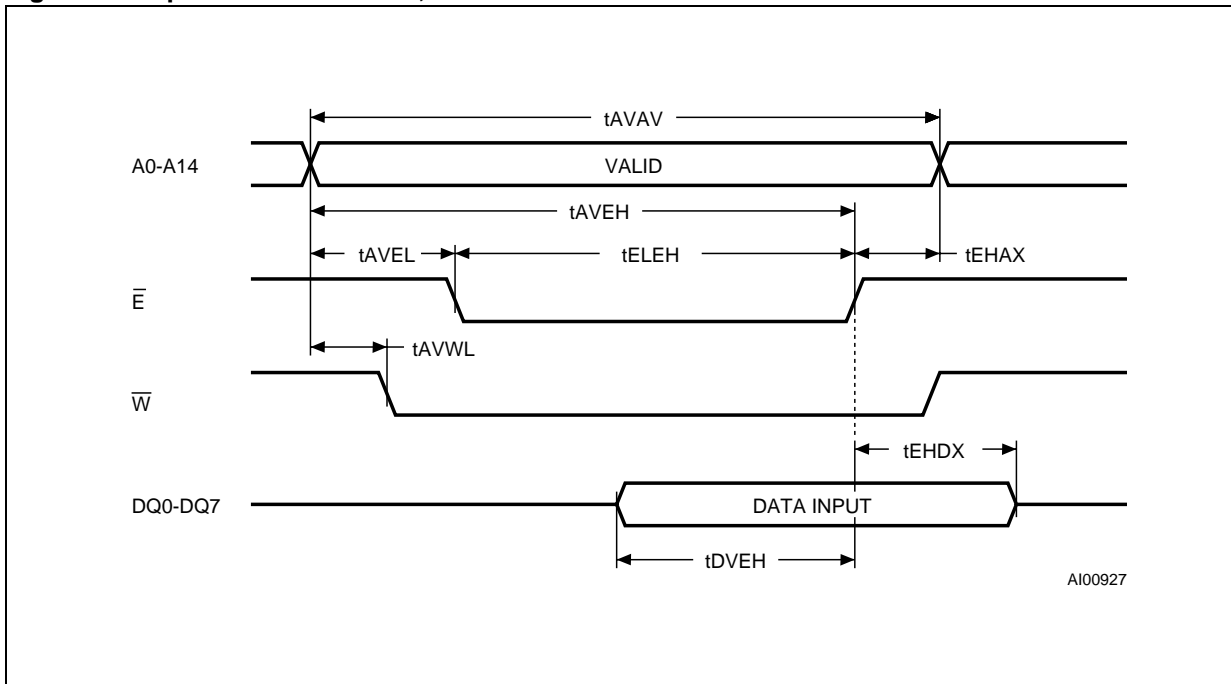 tAVAV
A0-A14
VALID
tAVEH
tAVEL
tELEH
tEHAX
E̅
tAVWL
W̅
tEHDX
DQ0-DQ7
DATA INPUT
tDVEH
AI00927